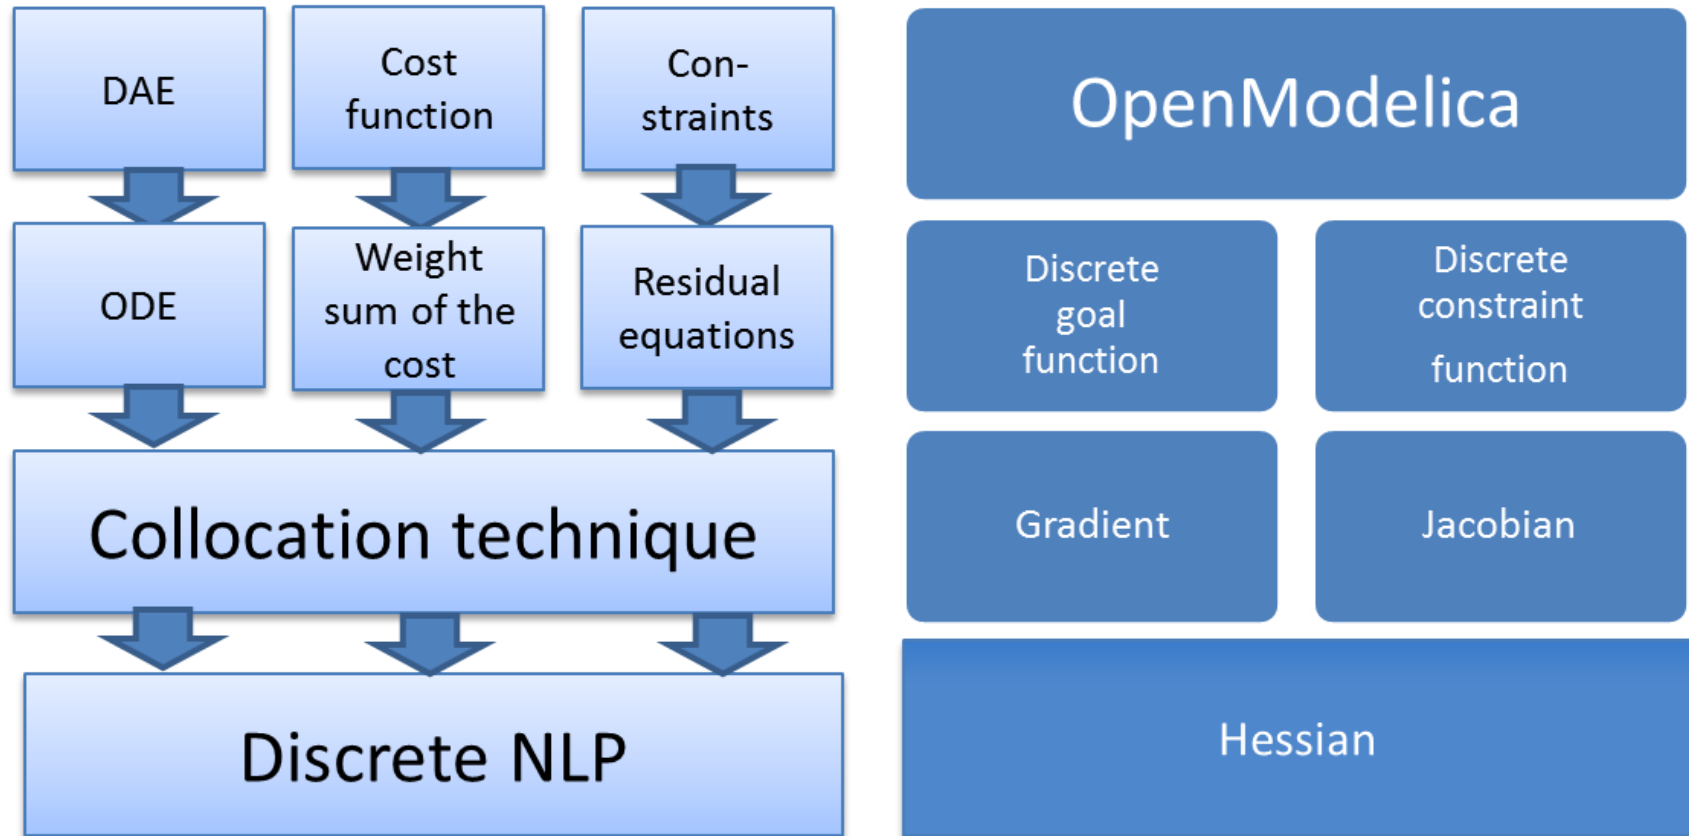 DAE
Cost
function
Con-
straints
ODE
Weight
sum of the
cost
Residual
equations
Collocation technique
Discrete NLP
OpenModelica
Discrete
goal
function
Discrete
constraint
function
Gradient
Jacobian
Hessian